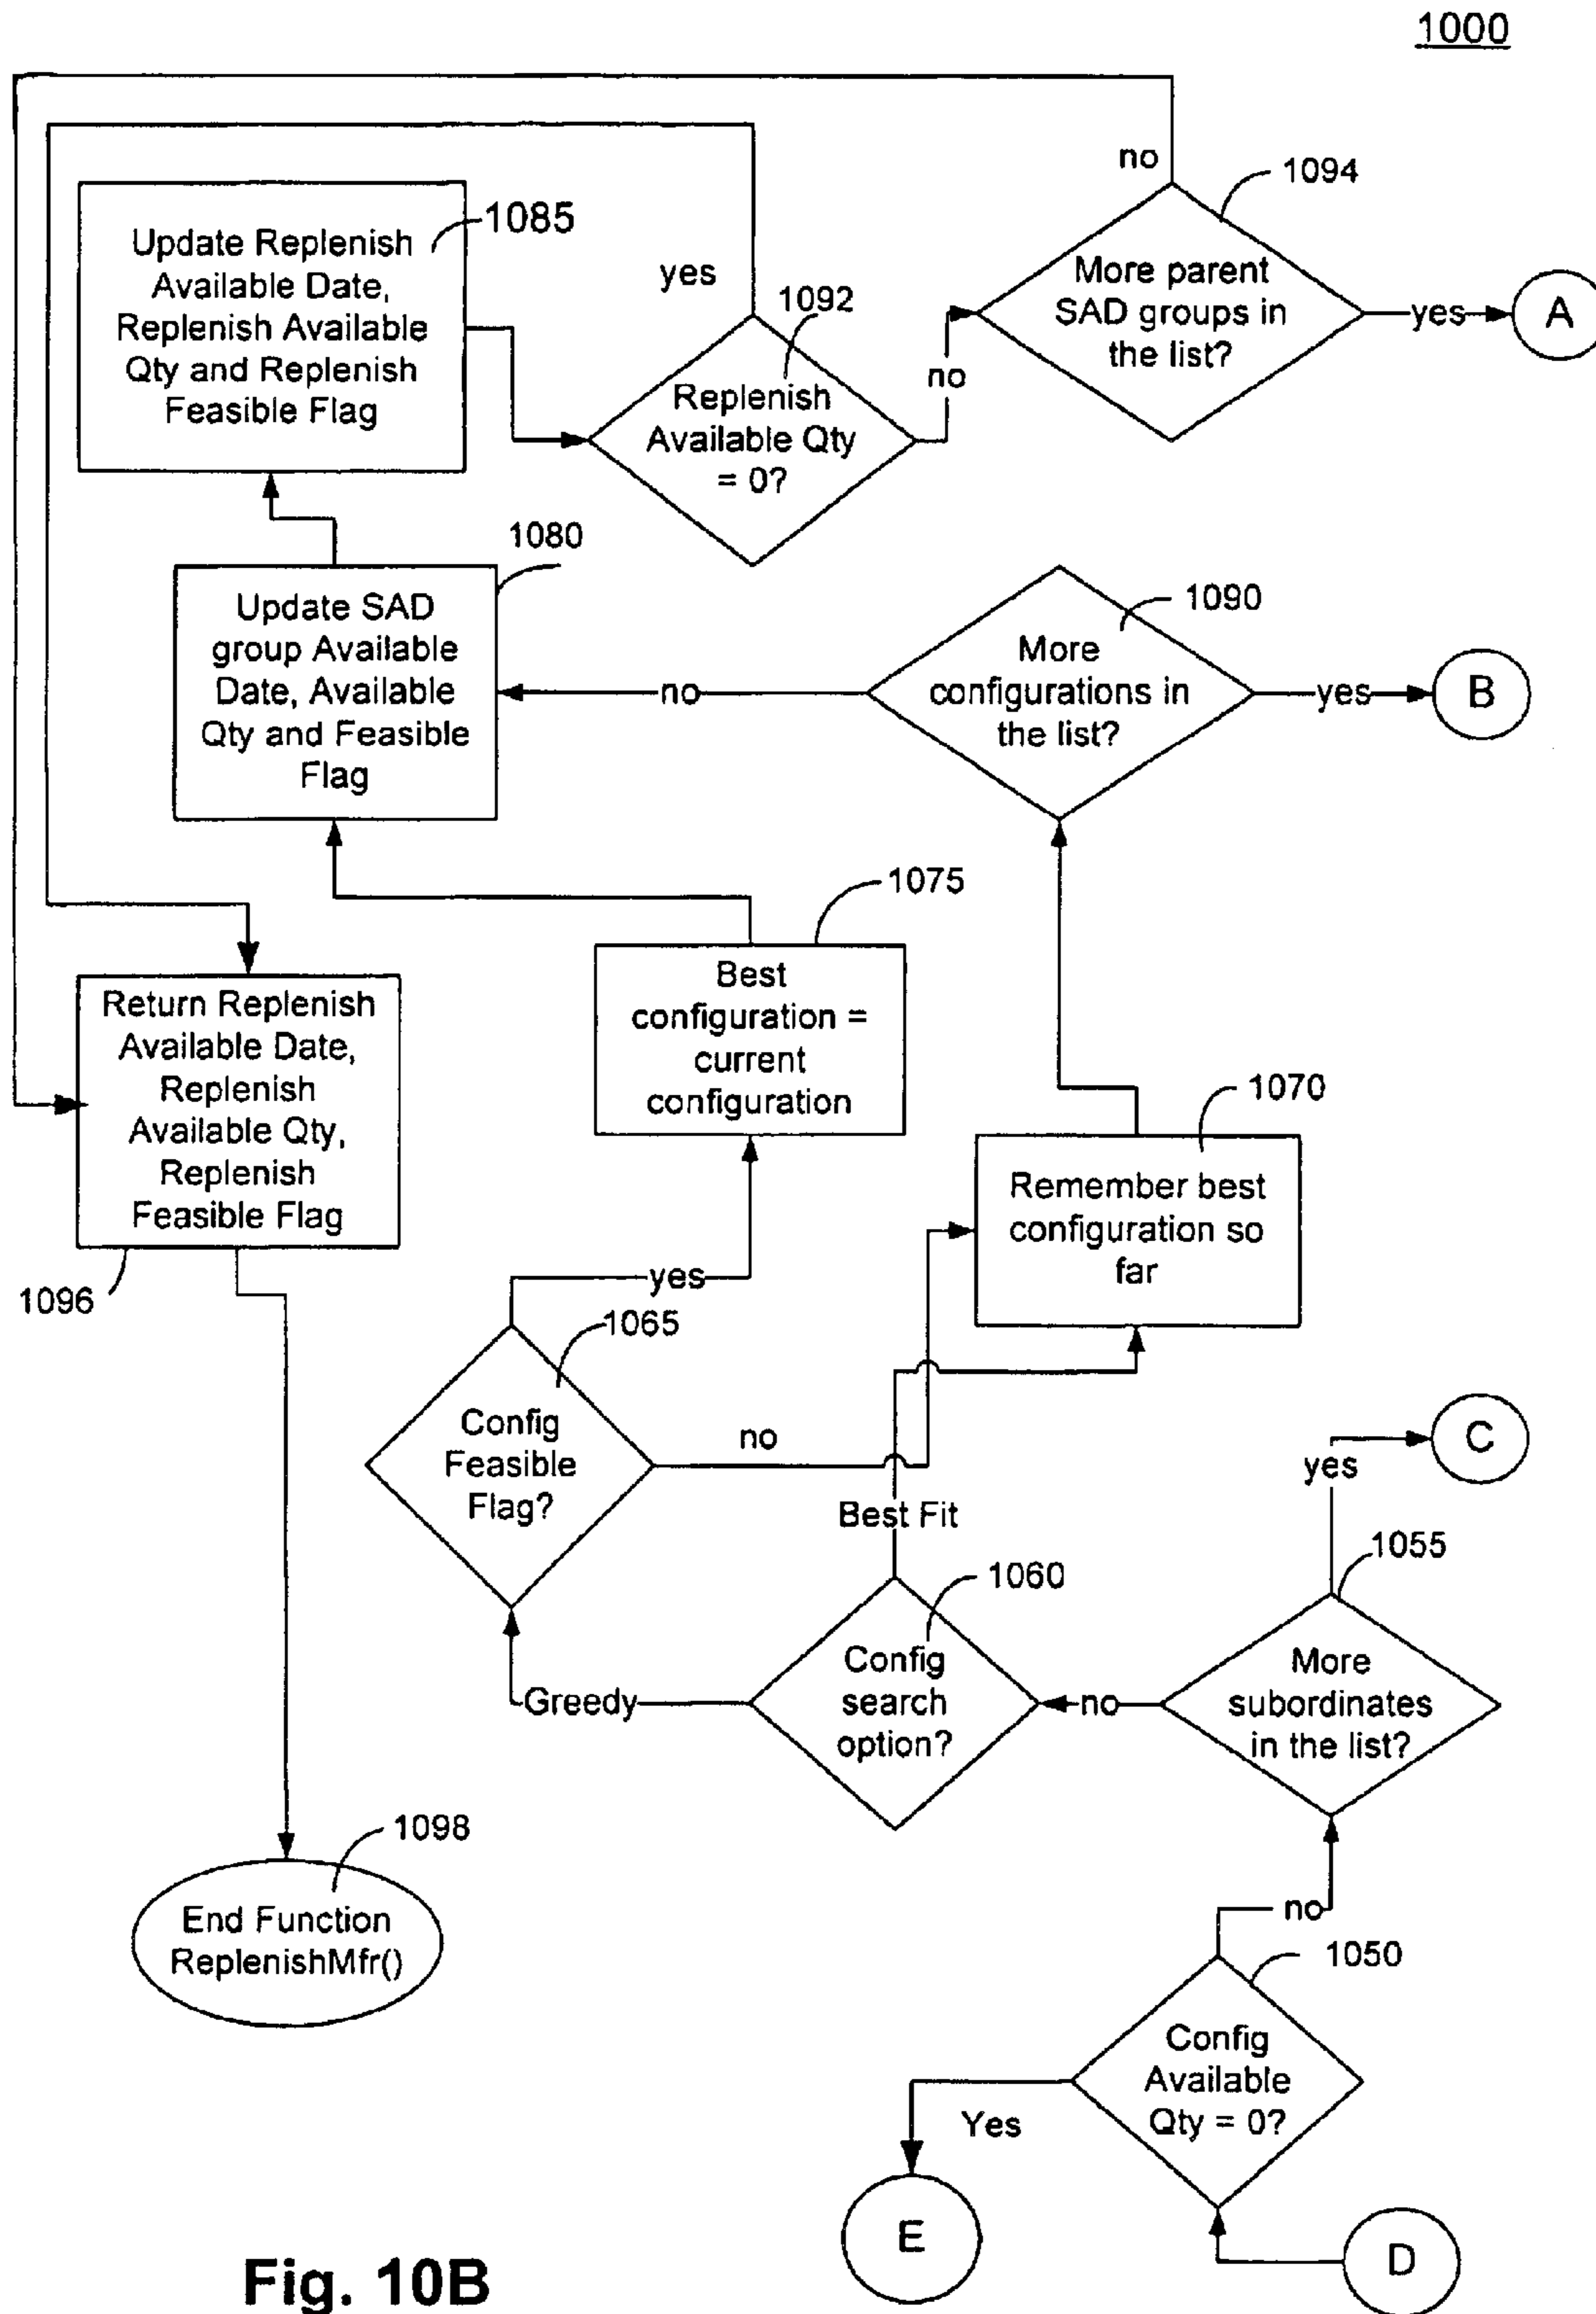 1000
no
1094
1085
Update Replenish
Available Date,
Replenish Available
Qty and Replenish
Feasible Flag
yes
1092
More parent
SAD groups in
the list?
yes
A
Replenish
Available Qty
= 0?
no
1080
Update SAD
group Available
Date, Available
Qty and Feasible
Flag
1090
More
configurations in
the list?
no
yes
B
1075
Best
configuration =
current
configuration
Return Replenish
Available Date,
Replenish
Available Qty,
Replenish
Feasible Flag
1096
1070
Remember best
configuration so
far
yes
1065
Config
Feasible
Flag?
no
Best Fit
C
yes
1055
1060
Config
search
option?
Greedy
no
More
subordinates
in the list?
1098
End Function
ReplenishMfr()
no
1050
Config
Available
Qty = 0?
Yes
E
D
Fig. 10B